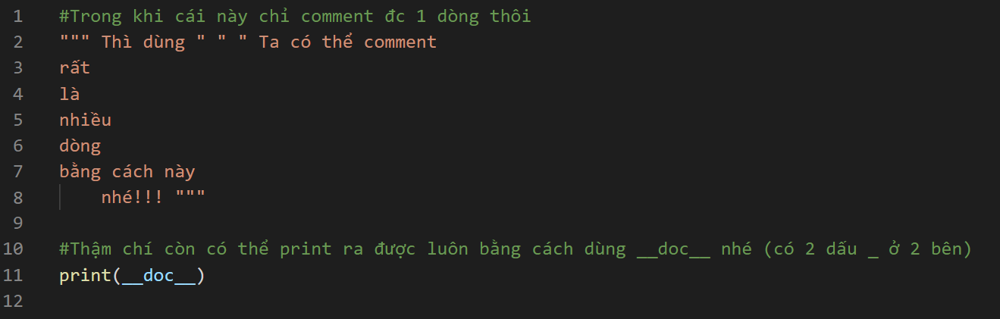 1 #Trong khi cái này chỉ comment đc 1 dòng thôi
2 """ Thì dùng " " " Ta có thể comment
3 rất
4 là
5 nhiều
6 dòng
7 bằng cách này
8 nhé!!! """
9
10 #Thậm chí còn có thể print ra được luôn bằng cách dùng __doc__ nhé (có 2 dấu _ ở 2 bên)
11 print(__doc__)
12